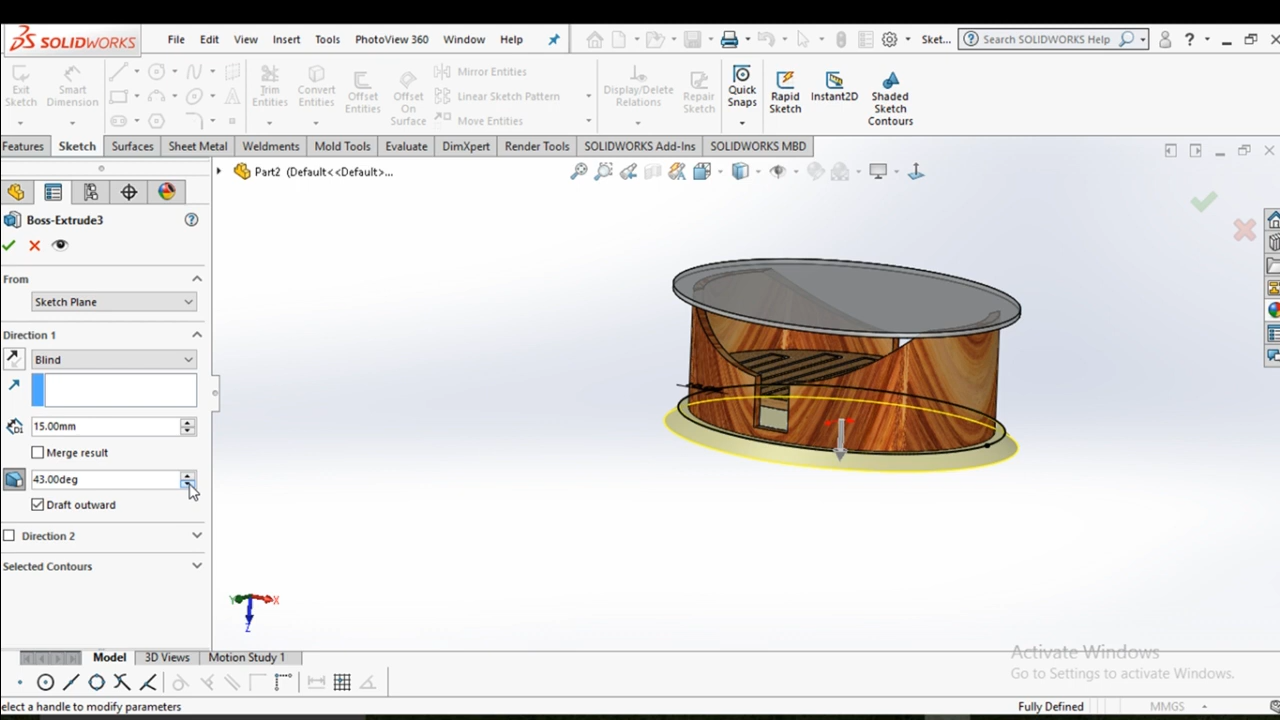 SOLIDWORKS File Edit View Insert Tools PhotoView 360 Window Help Sket... Search SOLIDWORKS Help ?
Exit Sketch
Smart Dimension
Trim Entities
Convert Entities
Offset Entities
Offset On Surface
Mirror Entities
Linear Sketch Pattern
Move Entities
Display/Delete Relations
Repair Sketch
Quick Snaps
Rapid Sketch
Instant2D
Shaded Sketch Contours
Features Sketch Surfaces Sheet Metal Weldments Mold Tools Evaluate DimXpert Render Tools SOLIDWORKS Add-Ins SOLIDWORKS MBD
Part2 (Default<<Default>...
Boss-Extrude3
From
Sketch Plane
Direction 1
Blind
15.00mm
Merge result
43.00deg
Draft outward
Direction 2
Selected Contours
Y X
Z
Activate Windows
Go to Settings to activate Windows.
Model 3D Views Motion Study 1
elect a handle to modify parameters Fully Defined MMGS